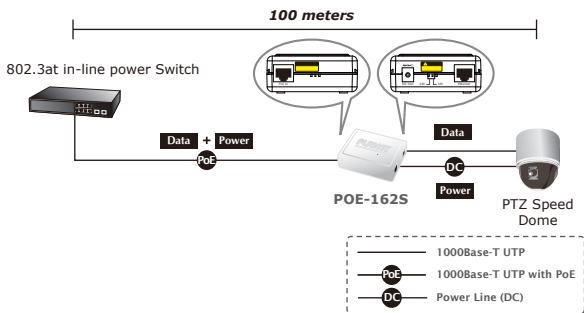 100 meters
802.3at in-line power Switch
Data + Power
PoE
PLANET
POE-162S
Data
DC
Power
PTZ Speed
Dome
1000Base-T UTP
PoE
1000Base-T UTP with PoE
DC
Power Line (DC)